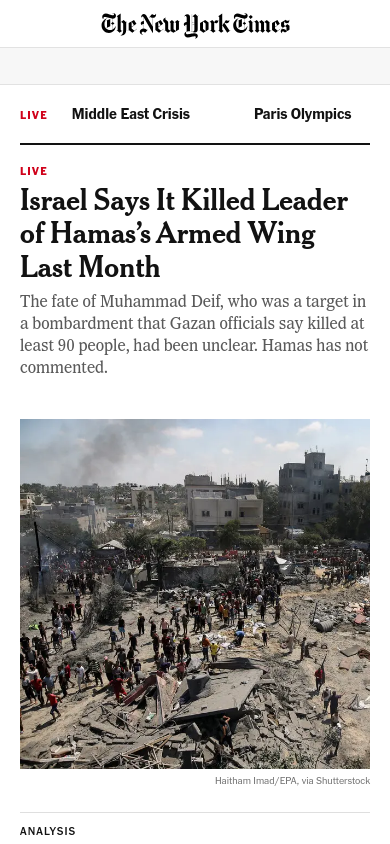 The New York Times
LIVE Middle East Crisis Paris Olympics
LIVE
Israel Says It Killed Leader
of Hamas’s Armed Wing
Last Month
The fate of Muhammad Deif, who was a target in
a bombardment that Gazan officials say killed at
least 90 people, had been unclear. Hamas has not
commented.
Haitham Imad/EPA, via Shutterstock
ANALYSIS